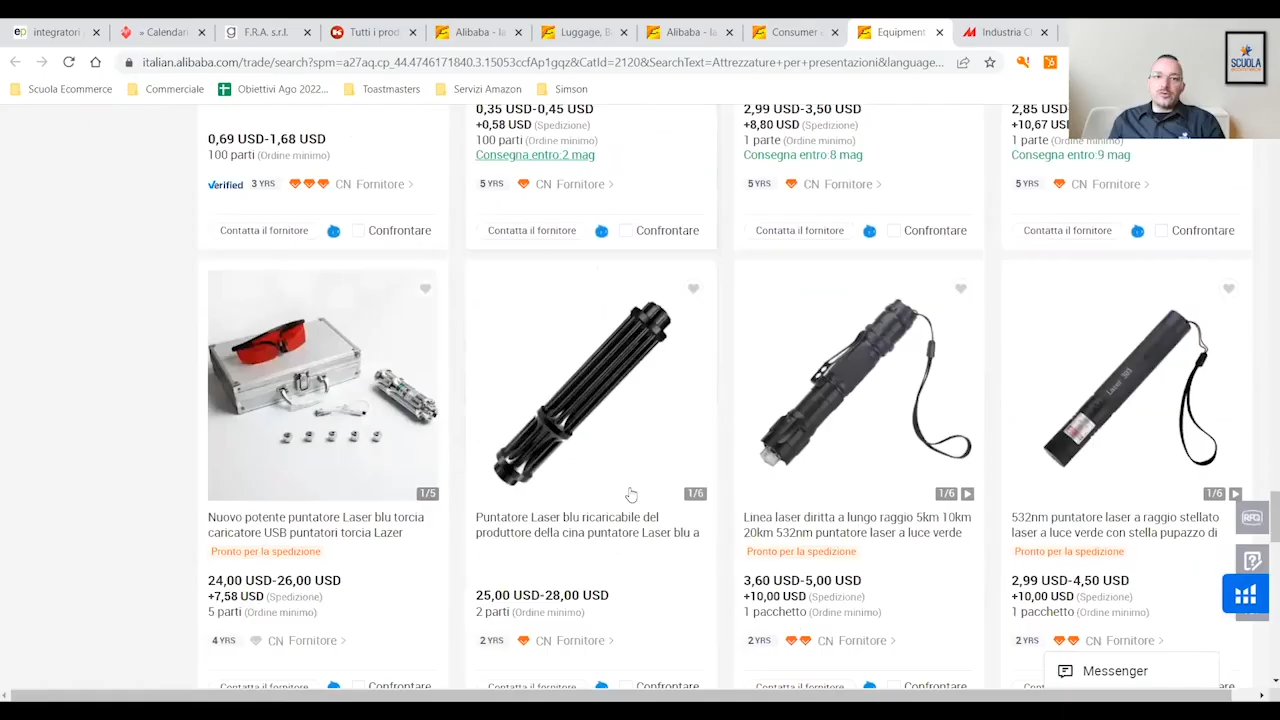 integratori
» Calendari
F.R.A. s.r.l.
Tutti i prod
Alibaba - la
Luggage, B
Alibaba - la
Consumer
Equipment
Industria C
italian.alibaba.com/trade/search?spm=a27aq.cp_44.4746171840.3.15053ccfAp1gqz&CatId=2120&SearchText=Attrezzature+per+presentazioni&language...
Scuola Ecommerce
Commerciale
Obiettivi Ago 2022...
Toastmasters
Servizi Amazon
Simson
SCUOLA
0,69 USD-1,68 USD
100 parti (Ordine minimo)
Verified 3 YRS CN Fornitore >
Contatta il fornitore Confrontare
0,35 USD-0,45 USD
+0,58 USD (Spedizione)
100 parti (Ordine minimo)
Consegna entro:2 mag
5 YRS CN Fornitore >
Contatta il fornitore Confrontare
2,99 USD-3,50 USD
+8,80 USD (Spedizione)
1 parte (Ordine minimo)
Consegna entro:8 mag
5 YRS CN Fornitore >
Contatta il fornitore Confrontare
2,85 USD
+10,67 USD
1 parte (Ordine minimo)
Consegna entro:9 mag
5 YRS CN Fornitore >
Contatta il fornitore Confrontare
1/5
Nuovo potente puntatore Laser blu torcia
caricatore USB puntatori torcia Lazer
Pronto per la spedizione
24,00 USD-26,00 USD
+7,58 USD (Spedizione)
5 parti (Ordine minimo)
4 YRS CN Fornitore >
Contatta il fornitore Confrontare
1/6
Puntatore Laser blu ricaricabile del
produttore della cina puntatore Laser blu a
25,00 USD-28,00 USD
2 parti (Ordine minimo)
2 YRS CN Fornitore >
Contatta il fornitore Confrontare
1/6
Linea laser diritta a lungo raggio 5km 10km
20km 532nm puntatore laser a luce verde
Pronto per la spedizione
3,60 USD-5,00 USD
+10,00 USD (Spedizione)
1 pacchetto (Ordine minimo)
2 YRS CN Fornitore >
Contatta il fornitore Confrontare
Laser 303
1/6
532nm puntatore laser a raggio stellato
laser a luce verde con stella pupazzo di
Pronto per la spedizione
2,99 USD-4,50 USD
+10,00 USD (Spedizione)
1 pacchetto (Ordine minimo)
2 YRS CN Fornitore >
RFQ
Messenger